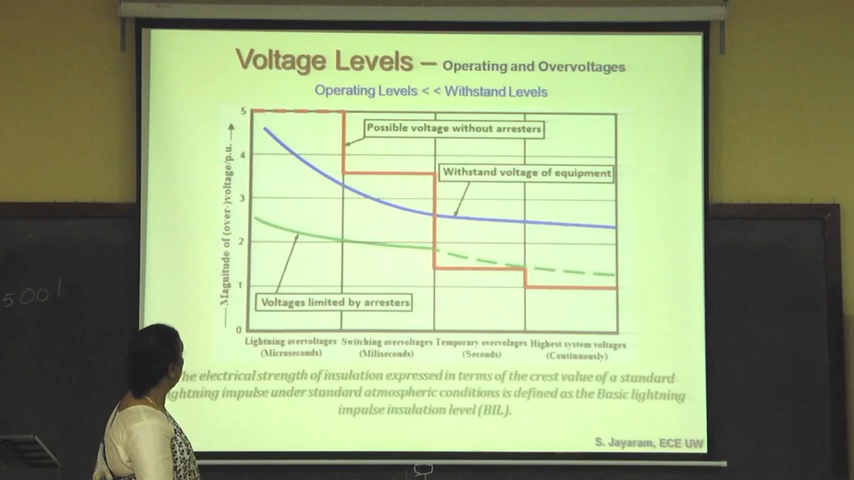 Voltage Levels – Operating and Overvoltages
Operating Levels < < Withstand Levels
5
4
3
2
1
0
Magnitude of (over-)voltage/p.u.
Possible voltage without arresters
Withstand voltage of equipment
Voltages limited by arresters
Lightning overvoltages
(Microseconds)
Switching overvoltages
(Miliseconds)
Temporary overvolages
(Seconds)
Highest system voltages
(Continuously)
he electrical strength of insulation expressed in terms of the crest value of a standard
ightning impulse under standard atmospheric conditions is defined as the Basic lightning
impulse insulation level (BIL).
S. Jayaram, ECE UW